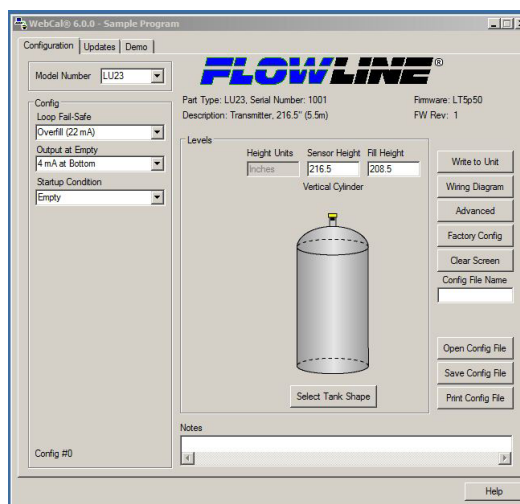 WebCal® 6.0.0 - Sample Program
Configuration Updates Demo
Model Number LU23
FLOWLINE®
Part Type: LU23, Serial Number: 1001 Firmware: LT5p50
Description: Transmitter, 216.5" (5.5m) FW Rev: 1
Config
Loop Fail-Safe
Overfill (22 mA)
Output at Empty
4 mA at Bottom
Startup Condition
Empty
Config #0
Levels
Height Units Sensor Height Fill Height
Inches 216.5 208.5
Vertical Cylinder
Select Tank Shape
Write to Unit
Wiring Diagram
Advanced
Factory Config
Clear Screen
Config File Name
Open Config File
Save Config File
Print Config File
Notes
Help